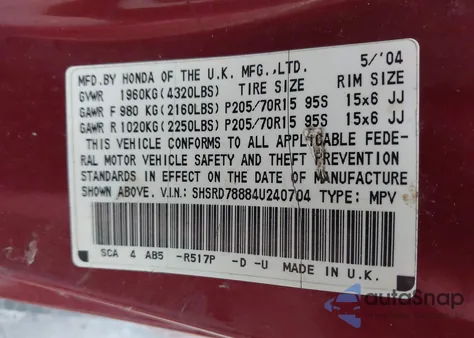 MFD.BY HONDA OF THE U.K. MFG.,LTD. 5/'04
GVWR 1960KG(4320LBS) TIRE SIZE RIM SIZE
GAWR F 980 KG(2160LBS) P205/70R15 95S 15x6 JJ
GAWR R 1020KG(2250LBS) P205/70R15 95S 15x6 JJ
THIS VEHICLE CONFORMS TO ALL APPLICABLE FEDE-
RAL MOTOR VEHICLE SAFETY AND THEFT PREVENTION
STANDARDS IN EFFECT ON THE DATE OF MANUFACTURE
SHOWN ABOVE. V.I.N: SHSRD78884U240704 TYPE: MPV
SCA 4 AB5 -R517P -D -U MADE IN U.K.
autoSnap